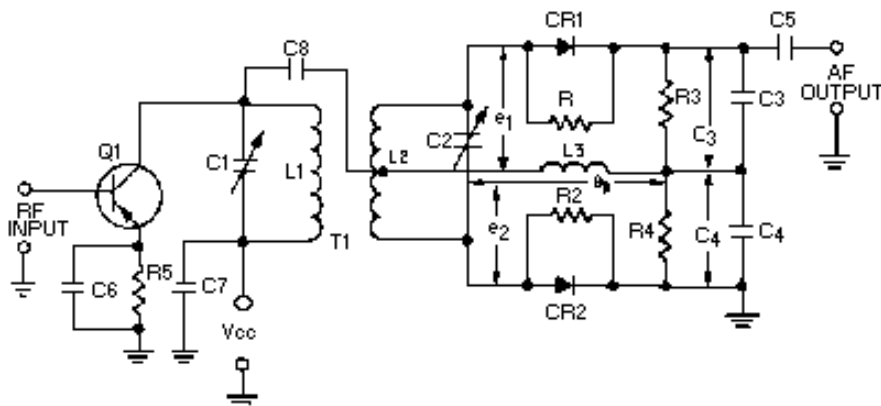 CR1
C5
C8
AF
OUTPUT
R
R3
C3
e1
C3
Q1
C1
L1
L2
C2
L3
RF
INPUT
T1
e2
R2
R4
C4
C4
C6
R5
C7
CR2
Vcc